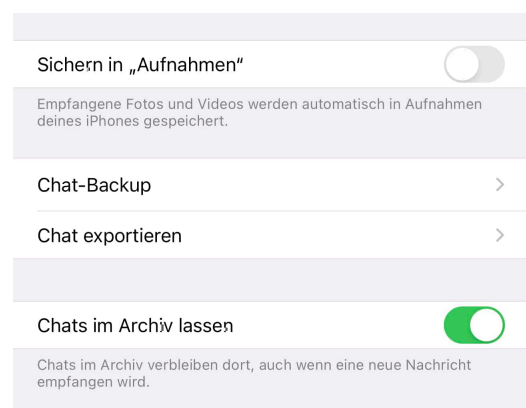 Sichern in „Aufnahmen“
Empfangene Fotos und Videos werden automatisch in Aufnahmen
deines iPhones gespeichert.
Chat-Backup
Chat exportieren
Chats im Archiv lassen
Chats im Archiv verbleiben dort, auch wenn eine neue Nachricht
empfangen wird.